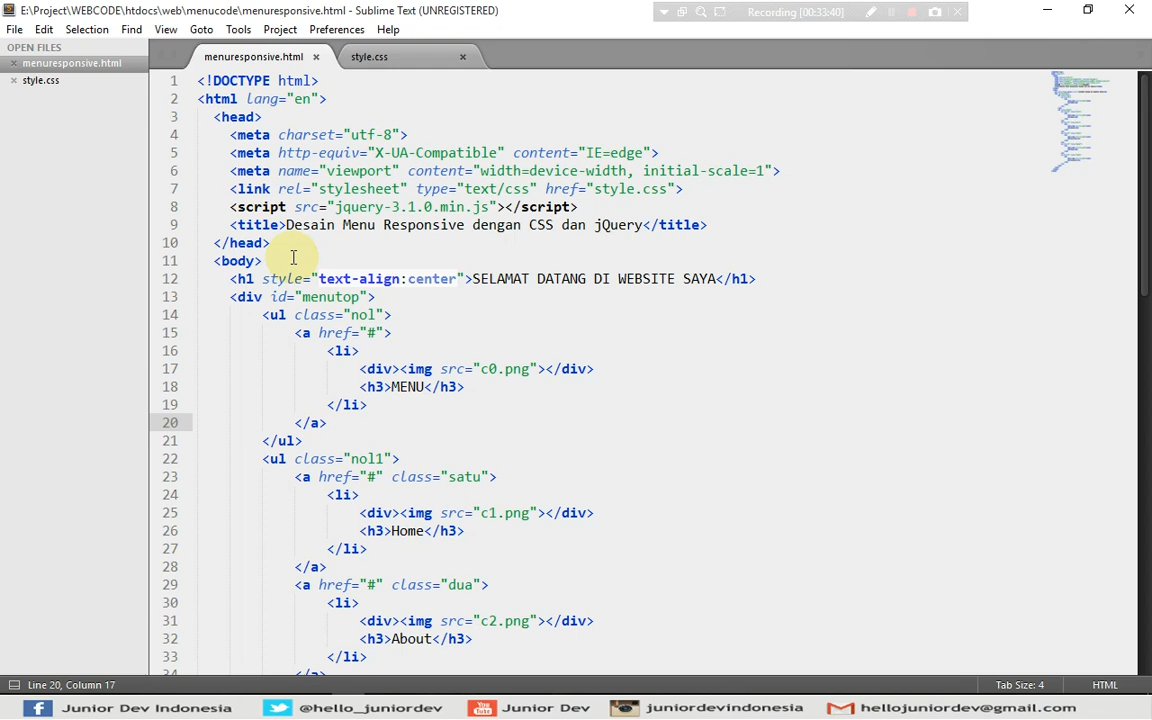 E:\Project\WEBCODE\htdocs\web\menucode\menuresponsive.html - Sublime Text (UNREGISTERED)
Recording [00:33:40]
File Edit Selection Find View Goto Tools Project Preferences Help
OPEN FILES
menuresponsive.html
style.css
menuresponsive.html
style.css
1 <!DOCTYPE html>
2 <html lang="en">
3 <head>
4 <meta charset="utf-8">
5 <meta http-equiv="X-UA-Compatible" content="IE=edge">
6 <meta name="viewport" content="width=device-width, initial-scale=1">
7 <link rel="stylesheet" type="text/css" href="style.css">
8 <script src="jquery-3.1.0.min.js"></script>
9 <title>Desain Menu Responsive dengan CSS dan jQuery</title>
10 </head>
11 <body>
12 <h1 style="text-align:center">SELAMAT DATANG DI WEBSITE SAYA</h1>
13 <div id="menutop">
14 <ul class="nol">
15 <a href="#">
16 <li>
17 <div><img src="c0.png"></div>
18 <h3>MENU</h3>
19 </li>
20 </a>
21 </ul>
22 <ul class="nol1">
23 <a href="#" class="satu">
24 <li>
25 <div><img src="c1.png"></div>
26 <h3>Home</h3>
27 </li>
28 </a>
29 <a href="#" class="dua">
30 <li>
31 <div><img src="c2.png"></div>
32 <h3>About</h3>
33 </li>
34 </a>
Line 20, Column 17
Tab Size: 4
HTML
Junior Dev Indonesia
@hello_juniordev
Junior Dev
juniordevindonesia
hellojuniordev@gmail.com